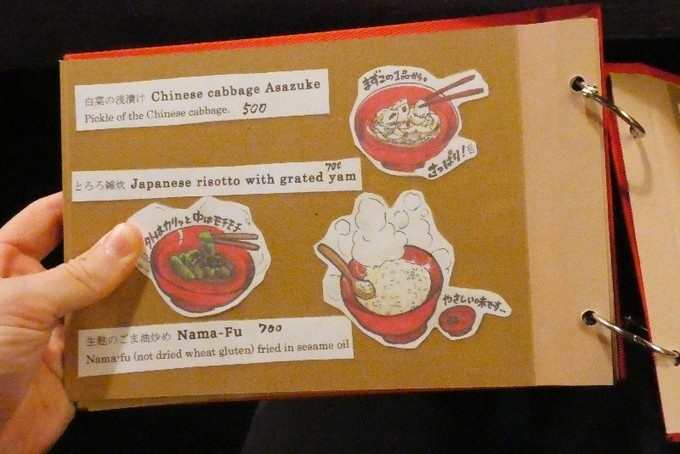 白菜の浅漬け Chinese cabbage Asazuke
Pickle of the Chinese cabbage. 500
まずこの1品から。
さっぱり!
とろろ雑炊 Japanese risotto with grated yam 700
外はカリッと中はモチモチ
やさしい味です…
生麩のごま油炒め Nama-Fu 700
Nama-fu (not dried wheat gluten) fried in sesame oil